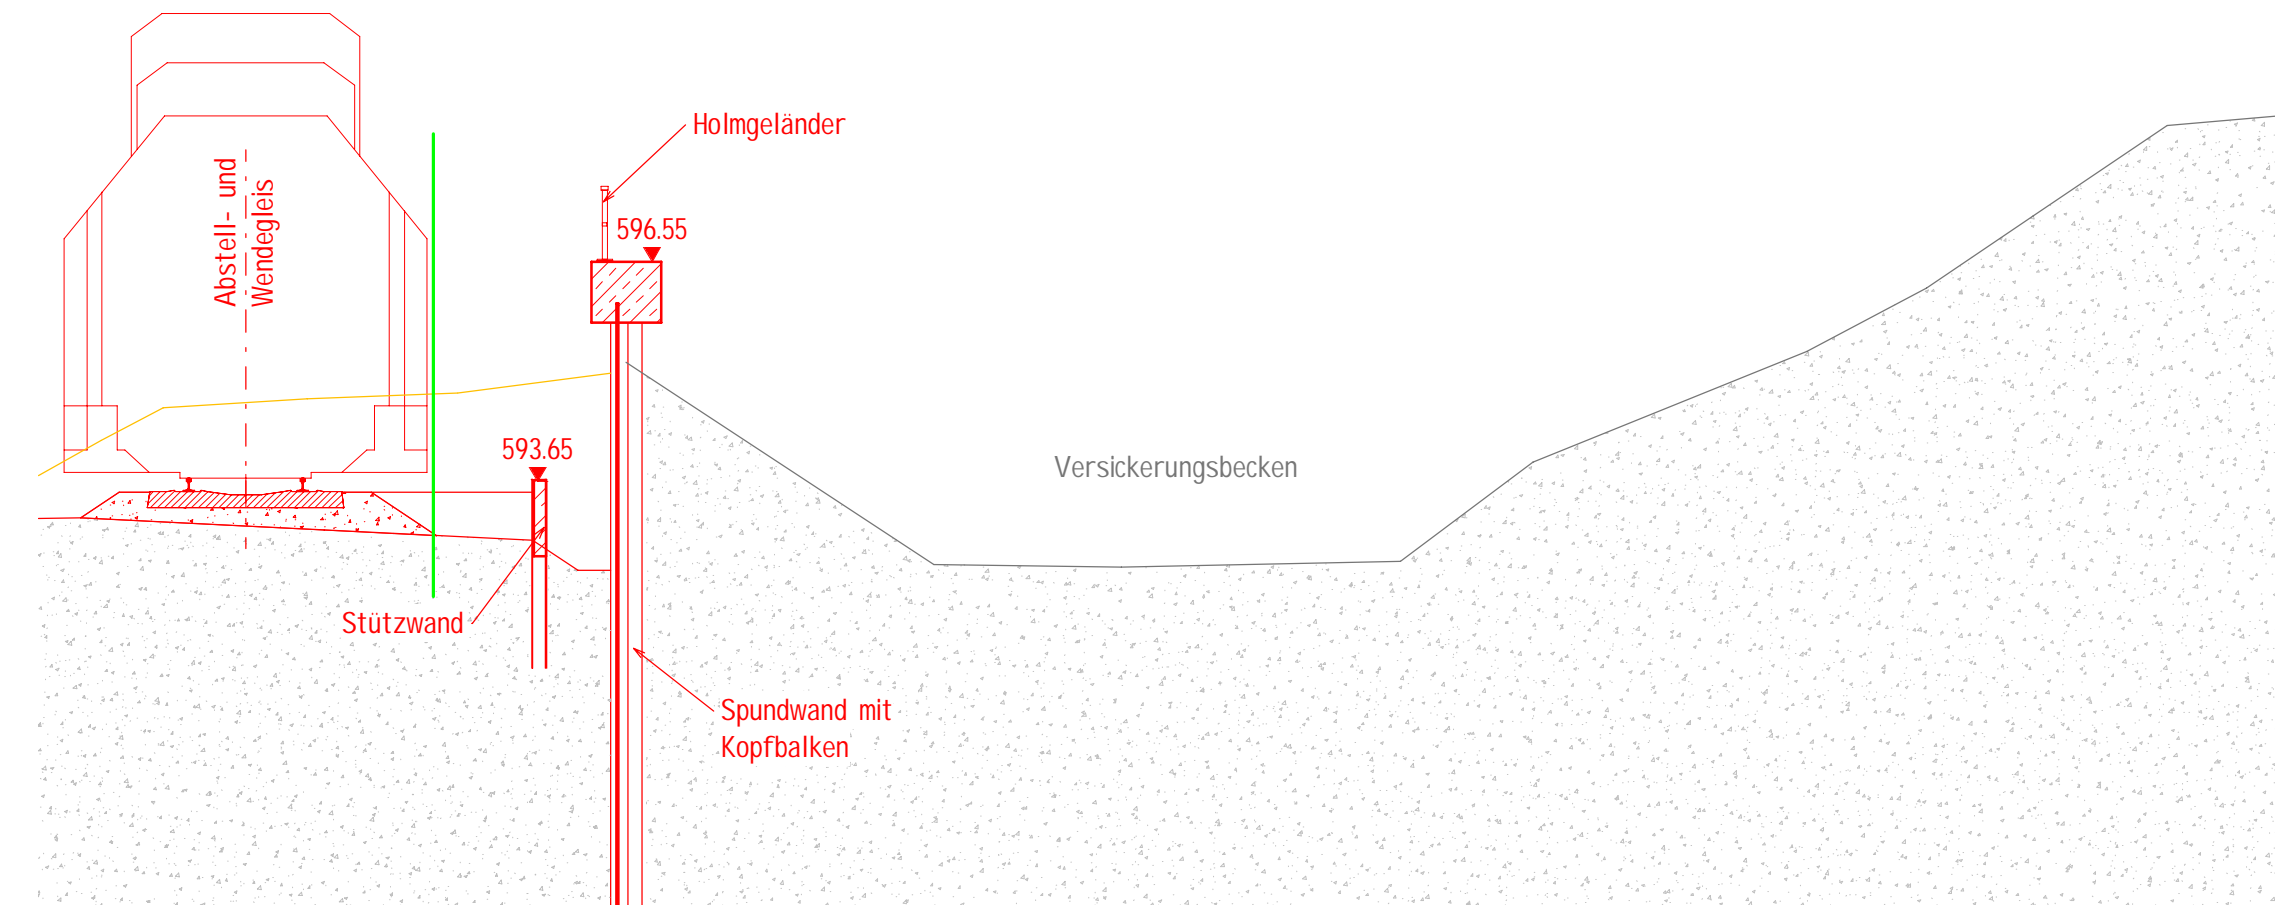 Holmgeländer
Abstell- und
Wendegleis
596.55
593.65
Versickerungsbecken
Stützwand
Spundwand mit
Kopfbalken